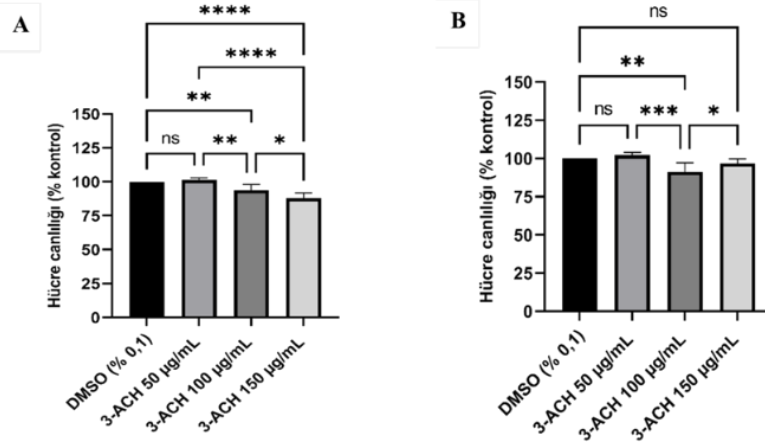 A
****
****
**
ns
**
*
Hücre canlılığı (% kontrol)
150
125
100
75
50
25
0
DMSO (% 0,1)
3-ACH 50 µg/mL
3-ACH 100 µg/mL
3-ACH 150 µg/mL
B
ns
**
ns
***
*
Hücre canlılığı (% kontrol)
150
125
100
75
50
25
0
DMSO (% 0,1)
3-ACH 50 µg/mL
3-ACH 100 µg/mL
3-ACH 150 µg/mL